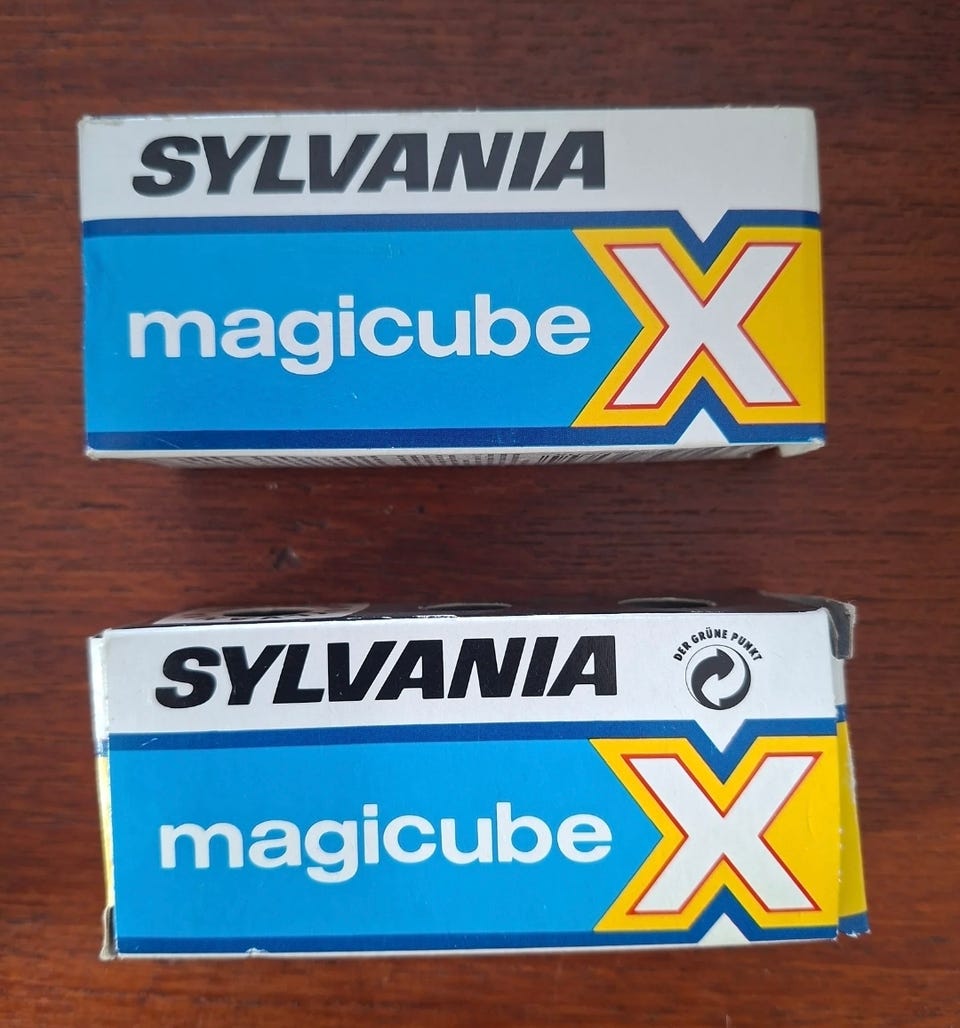 SYLVANIA
magicube X
SYLVANIA
DER GRÜNE PUNKT
magicube X